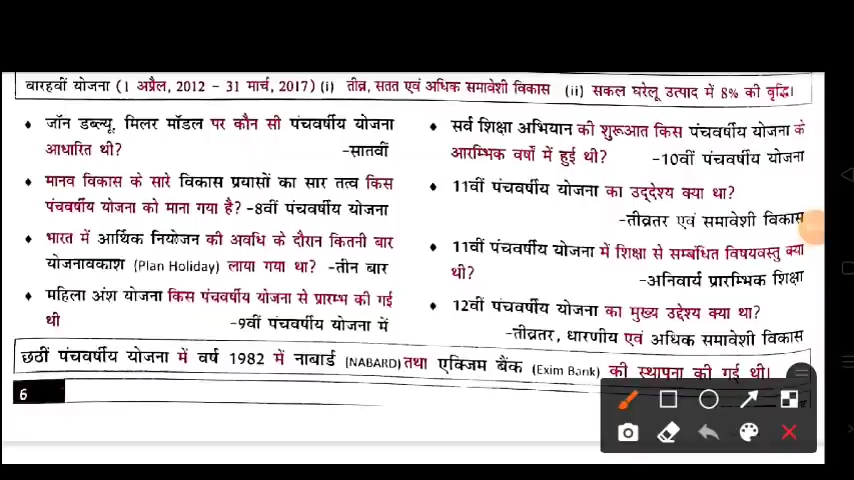 बारहवीं योजना (1 अप्रैल, 2012 - 31 मार्च, 2017) (i) तीव्र, सतत एवं अधिक समावेशी विकास (ii) सकल घरेलू उत्पाद में 8% की वृद्धि।
♦ जॉन डब्ल्यू. मिलर मॉडल पर कौन सी पंचवर्षीय योजना
आधारित थी? -सातवीं
♦ मानव विकास के सारे विकास प्रयासों का सार तत्व किस
पंचवर्षीय योजना को माना गया है? -8वीं पंचवर्षीय योजना
♦ भारत में आर्थिक नियोजन की अवधि के दौरान कितनी बार
योजनावकाश (Plan Holiday) लाया गया था? -तीन बार
♦ महिला अंश योजना किस पंचवर्षीय योजना से प्रारम्भ की गई
थी -9वीं पंचवर्षीय योजना में
♦ सर्व शिक्षा अभियान की शुरूआत किस पंचवर्षीय योजना के
आरम्भिक वर्षों में हुई थी? -10वीं पंचवर्षीय योजना
♦ 11वीं पंचवर्षीय योजना का उद्देश्य क्या था?
-तीव्रतर एवं समावेशी विकास
♦ 11वीं पंचवर्षीय योजना में शिक्षा से सम्बंधित विषयवस्तु क्या
थी? -अनिवार्य प्रारम्भिक शिक्षा
♦ 12वीं पंचवर्षीय योजना का मुख्य उद्देश्य क्या था?
-तीव्रतर, धारणीय एवं अधिक समावेशी विकास
छठीं पंचवर्षीय योजना में वर्ष 1982 में नाबार्ड (NABARD) तथा एक्जिम बैंक (Exim Bank) की स्थापना की गई थी।
6